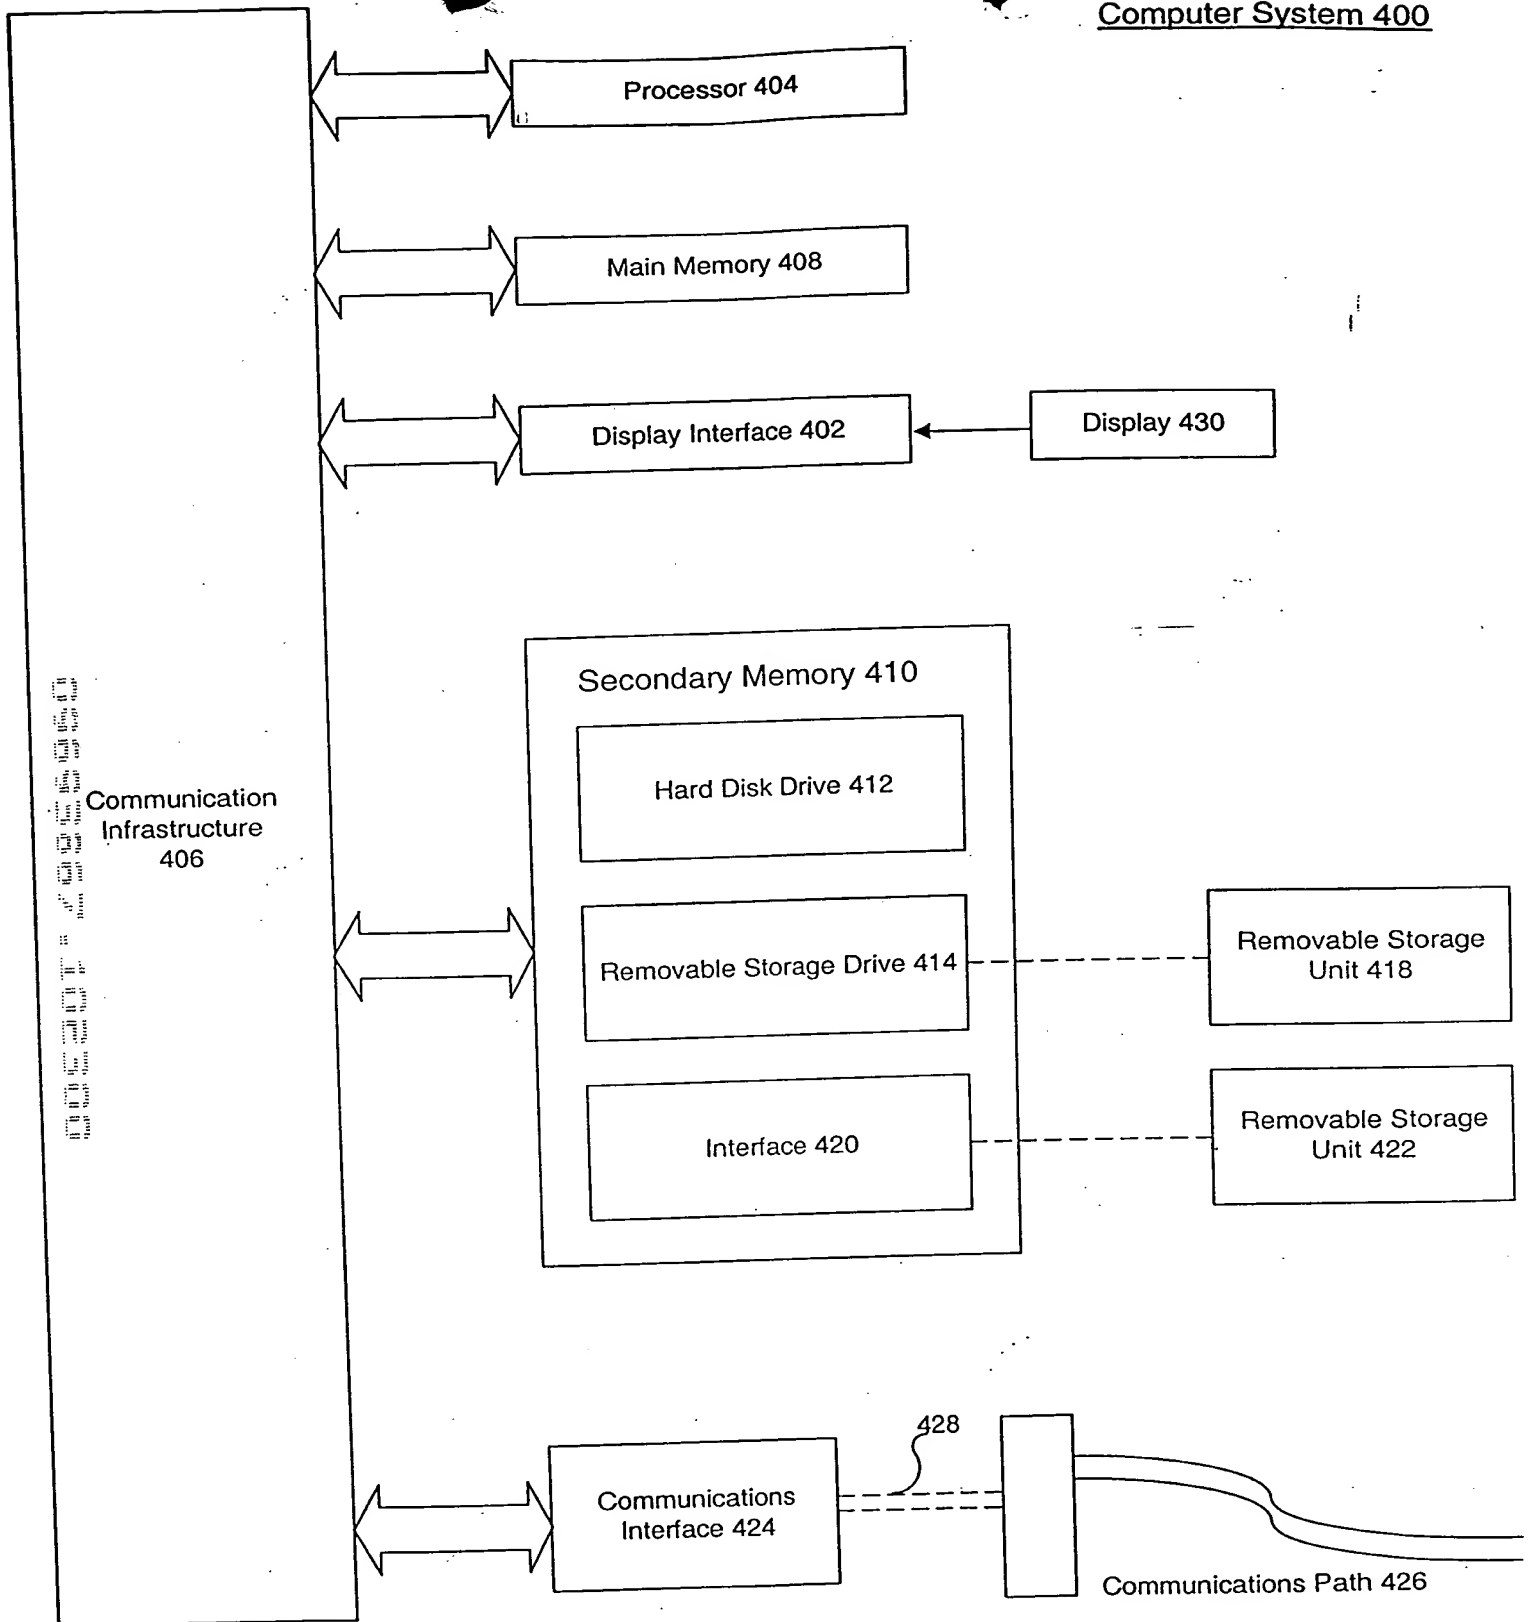 Computer System 400
Processor 404
Main Memory 408
Display Interface 402
Display 430
Secondary Memory 410
Hard Disk Drive 412
Communication
Infrastructure
406
Removable Storage Drive 414
Removable Storage
Unit 418
Interface 420
Removable Storage
Unit 422
428
Communications
Interface 424
Communications Path 426